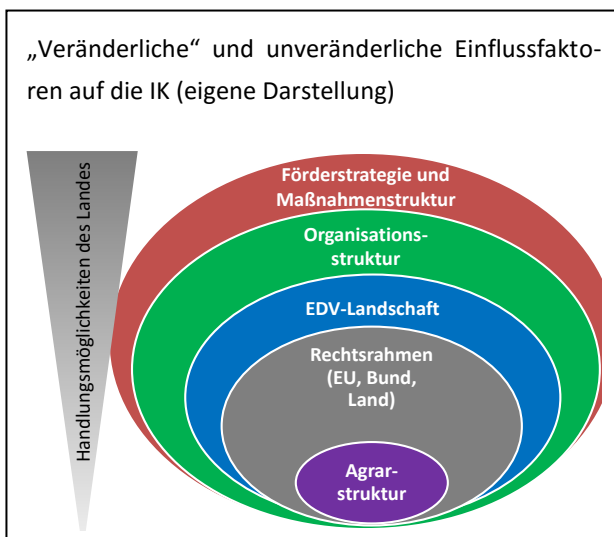 „Veränderliche“ und unveränderliche Einflussfakto-
ren auf die IK (eigene Darstellung)
Handlungsmöglichkeiten des Landes
Förderstrategie und
Maßnahmenstruktur
Organisations-
struktur
EDV-Landschaft
Rechtsrahmen
(EU, Bund,
Land)
Agrar-
struktur